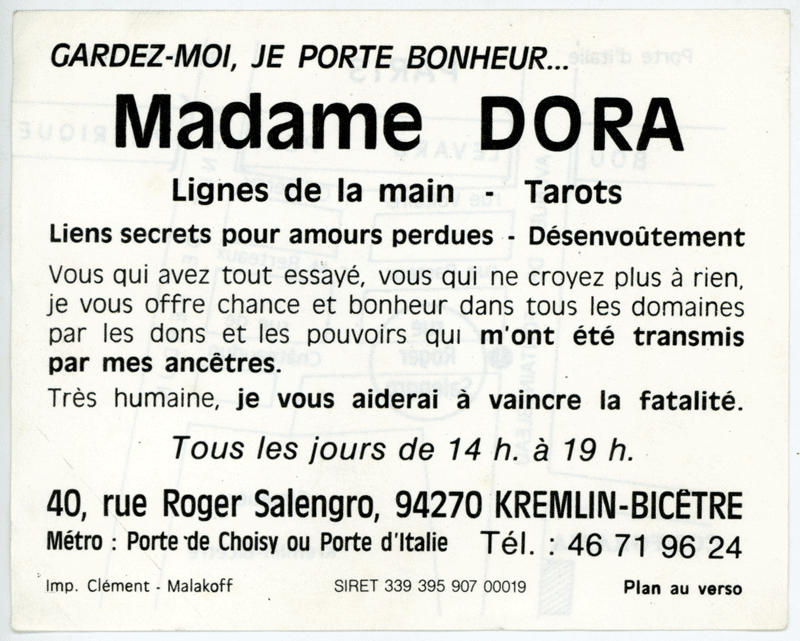 GARDEZ-MOI, JE PORTE BONHEUR...
Madame DORA
Lignes de la main - Tarots
Liens secrets pour amours perdues - Désenvoûtement
Vous qui avez tout essayé, vous qui ne croyez plus à rien,
je vous offre chance et bonheur dans tous les domaines
par les dons et les pouvoirs qui m'ont été transmis
par mes ancêtres.
Très humaine, je vous aiderai à vaincre la fatalité.
Tous les jours de 14 h. à 19 h.
40, rue Roger Salengro, 94270 KREMLIN-BICÊTRE
Métro : Porte de Choisy ou Porte d'Italie Tél. : 46 71 96 24
Imp. Clément - Malakoff SIRET 339 395 907 00019 Plan au verso